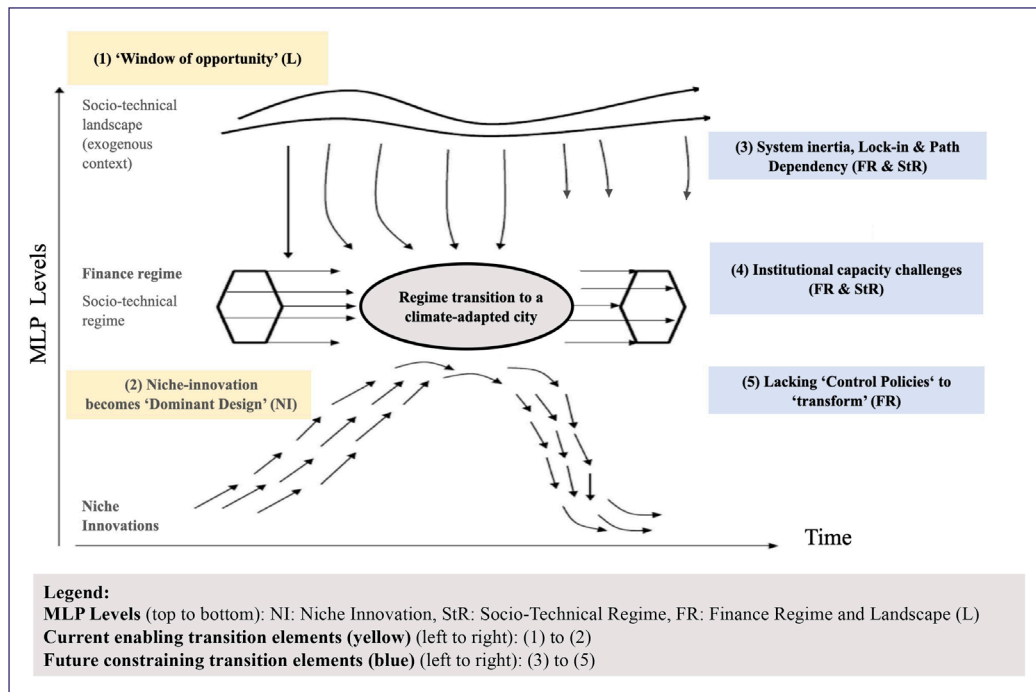 (1) ‘Window of opportunity’ (L)
Socio-technical
landscape
(exogenous
context)
(3) System inertia, Lock-in & Path
Dependency (FR & StR)
MLP Levels
Finance regime
Socio-technical
regime
Regime transition to a
climate-adapted city
(4) Institutional capacity challenges
(FR & StR)
(2) Niche-innovation
becomes ‘Dominant Design’ (NI)
(5) Lacking ‘Control Policies‘ to
‘transform’ (FR)
Niche
Innovations
Time
Legend:
MLP Levels (top to bottom): NI: Niche Innovation, StR: Socio-Technical Regime, FR: Finance Regime and Landscape (L)
Current enabling transition elements (yellow) (left to right): (1) to (2)
Future constraining transition elements (blue) (left to right): (3) to (5)